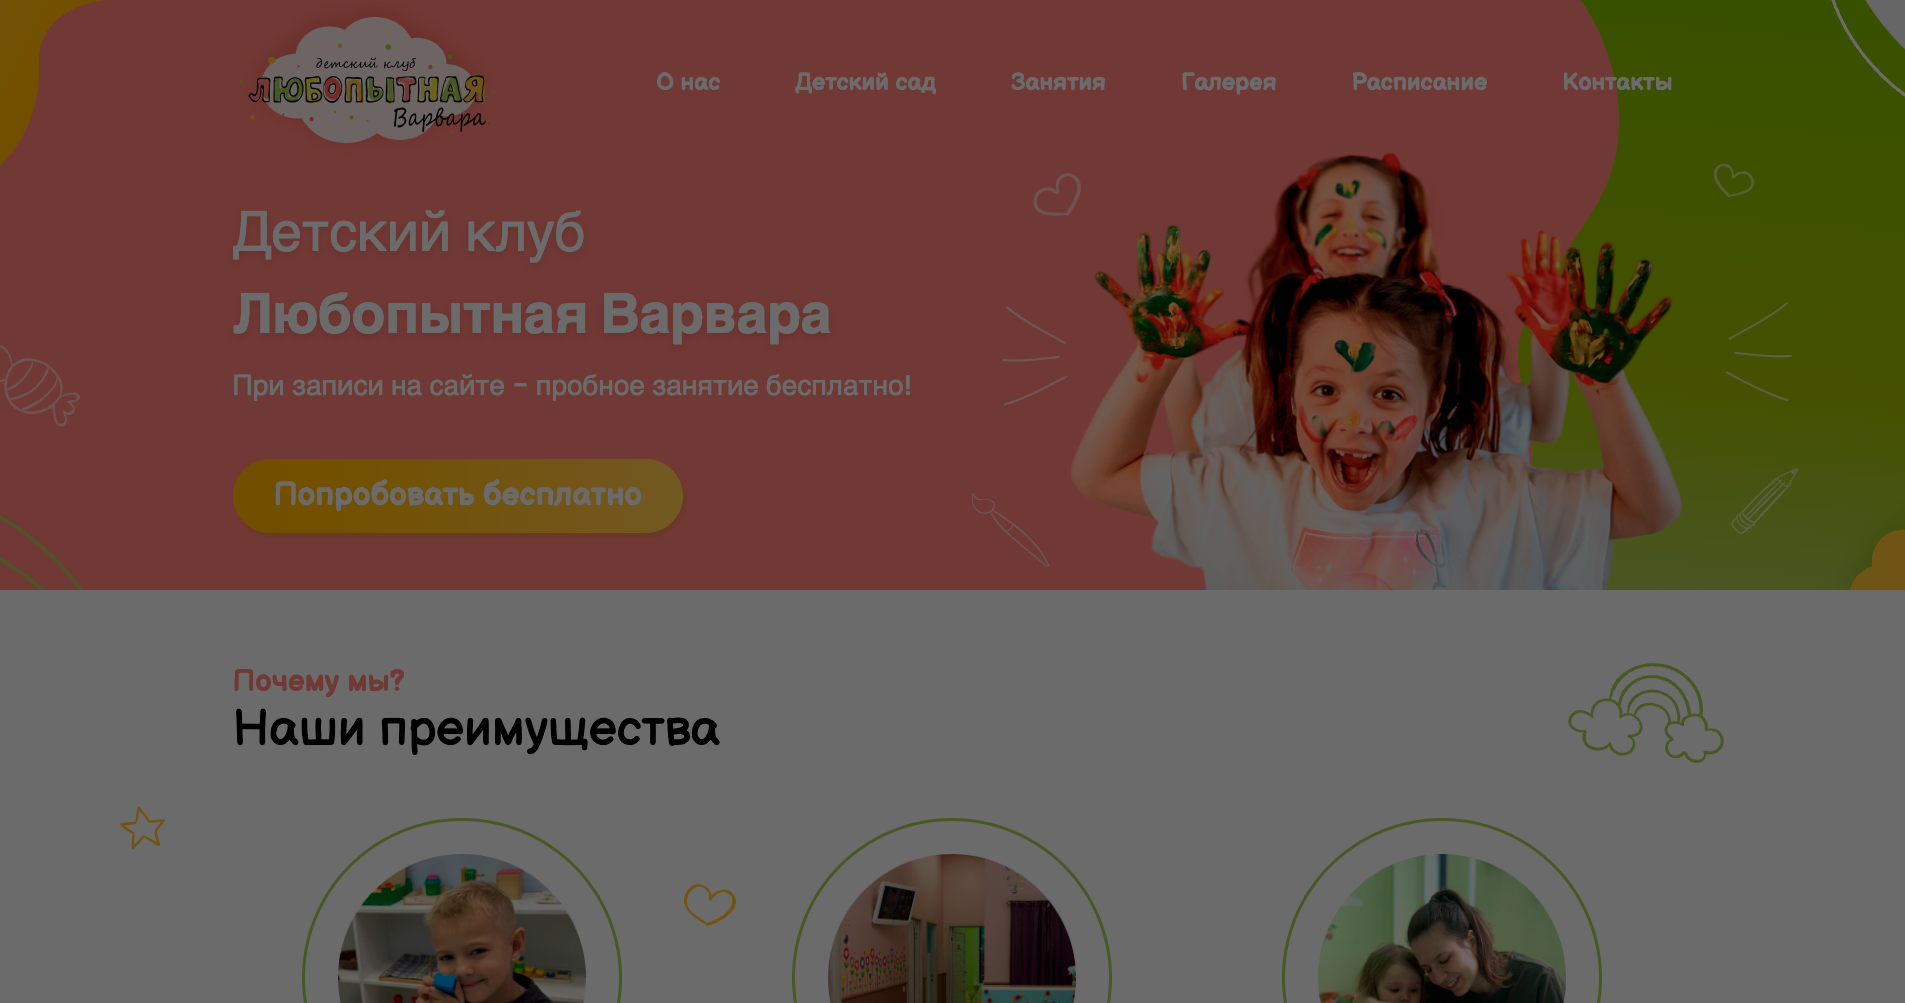 детский клуб
ЛЮБОПЫТНАЯ
Варвара
О нас
Детский сад
Занятия
Галерея
Расписание
Контакты
Детский клуб
Любопытная Варвара
При записи на сайте - пробное занятие бесплатно!
Попробовать бесплатно
Почему мы?
Наши преимущества